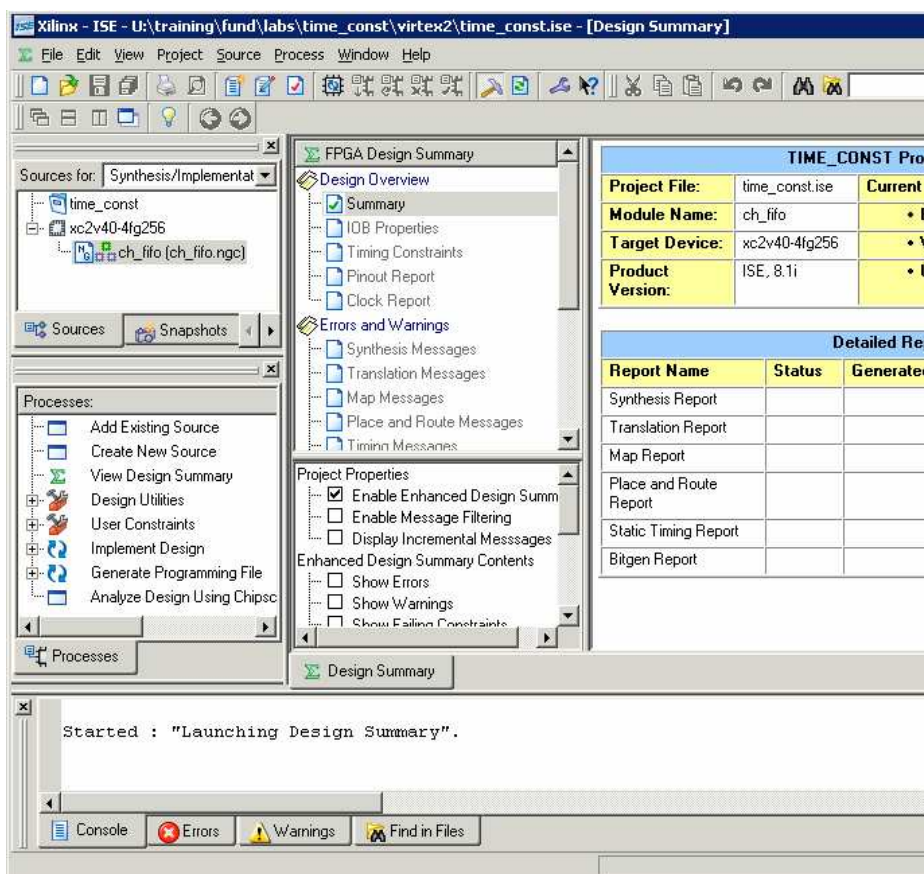 Xilinx - ISE - U:\training\fund\labs\time_const\virtex2\time_const.ise - [Design Summary]
File Edit View Project Source Process Window Help
Sources for: Synthesis/Implementat
time_const
xc2v40-4fg256
ch_fifo (ch_fifo.ngc)
Sources Snapshots
Processes:
Add Existing Source
Create New Source
View Design Summary
Design Utilities
User Constraints
Implement Design
Generate Programming File
Analyze Design Using Chipsc
Processes
FPGA Design Summary
Design Overview
Summary
IOB Properties
Timing Constraints
Pinout Report
Clock Report
Errors and Warnings
Synthesis Messages
Translation Messages
Map Messages
Place and Route Messages
Timing Messages
Project Properties
Enable Enhanced Design Summ
Enable Message Filtering
Display Incremental Messsages
Enhanced Design Summary Contents
Show Errors
Show Warnings
Show Failing Constraints
Design Summary
TIME_CONST Pro
Project File: time_const.ise Current
Module Name: ch_fifo
Target Device: xc2v40-4fg256
Product Version: ISE, 8.1i
Detailed Re
Report Name Status Generated
Synthesis Report
Translation Report
Map Report
Place and Route
Report
Static Timing Report
Bitgen Report
Started : "Launching Design Summary".
Console Errors Warnings Find in Files